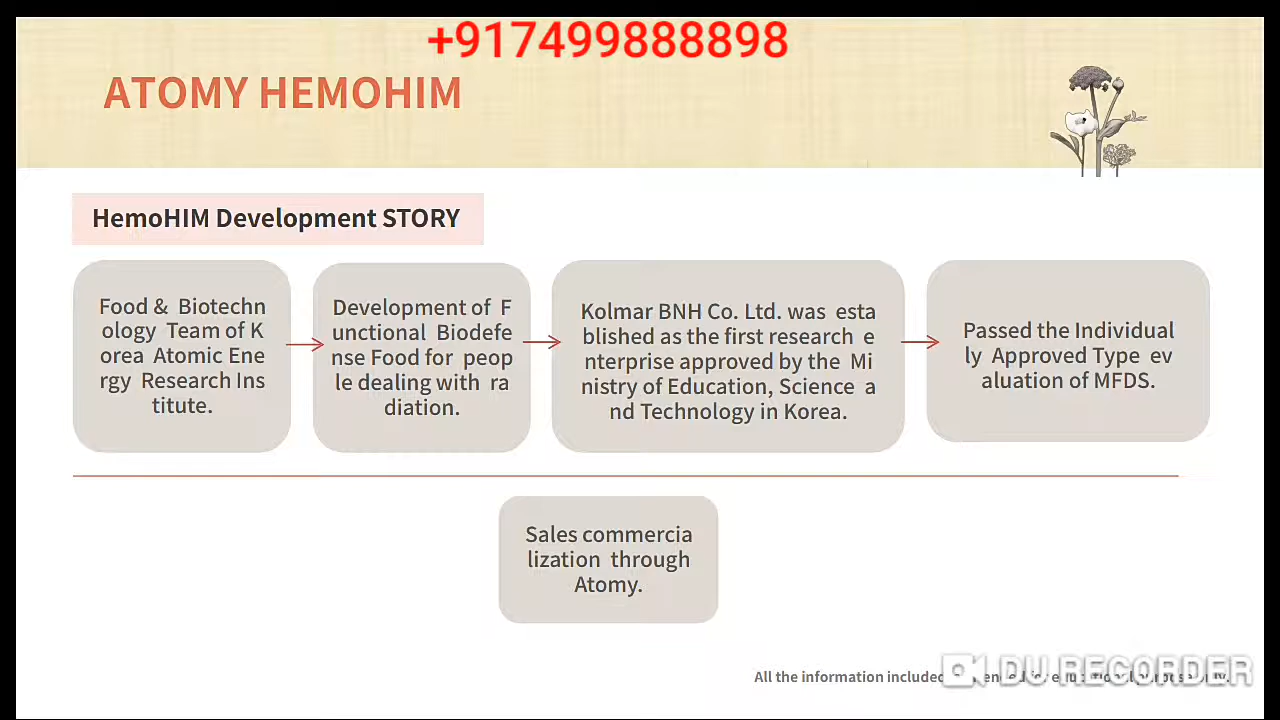 +917499888898
ATOMY HEMOHIM
HemoHIM Development STORY
Food & Biotechn
ology Team of K
orea Atomic Ene
rgy Research Ins
titute.
Development of F
unctional Biodefe
nse Food for peop
le dealing with ra
diation.
Kolmar BNH Co. Ltd. was esta
blished as the first research e
nterprise approved by the Mi
nistry of Education, Science a
nd Technology in Korea.
Passed the Individual
ly Approved Type ev
aluation of MFDS.
Sales commercia
lization through
Atomy.
All the information included for educational purpose only.
DU RECORDER